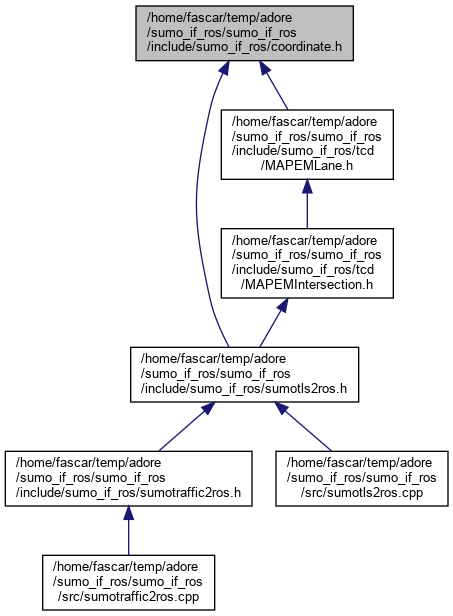 /home/fascar/temp/adore
/sumo_if_ros/sumo_if_ros
/include/sumo_if_ros/coordinate.h
/home/fascar/temp/adore
/sumo_if_ros/sumo_if_ros
/include/sumo_if_ros/tcd
/MAPEMLane.h
/home/fascar/temp/adore
/sumo_if_ros/sumo_if_ros
/include/sumo_if_ros/tcd
/MAPEMIntersection.h
/home/fascar/temp/adore
/sumo_if_ros/sumo_if_ros
/include/sumo_if_ros/sumotls2ros.h
/home/fascar/temp/adore
/sumo_if_ros/sumo_if_ros
/include/sumo_if_ros/sumotraffic2ros.h
/home/fascar/temp/adore
/sumo_if_ros/sumo_if_ros
/src/sumotls2ros.cpp
/home/fascar/temp/adore
/sumo_if_ros/sumo_if_ros
/src/sumotraffic2ros.cpp